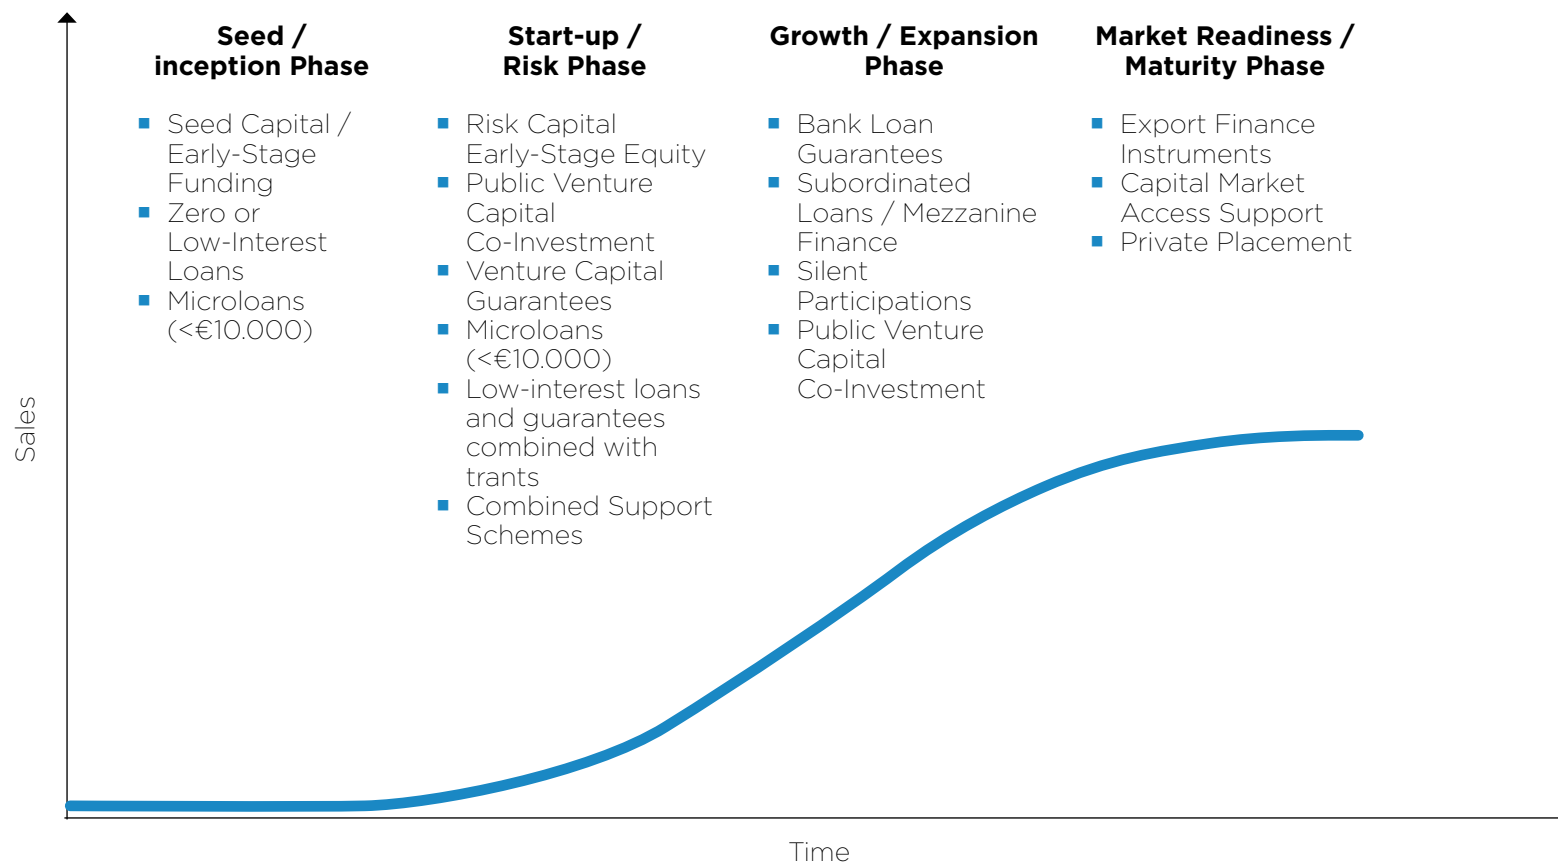 Seed /
inception Phase
Seed Capital /
Early-Stage
Funding
Zero or
Low-Interest
Loans
Microloans
(<€10.000)
Start-up /
Risk Phase
Risk Capital
Early-Stage Equity
Public Venture
Capital
Co-Investment
Venture Capital
Guarantees
Microloans
(<€10.000)
Low-interest loans
and guarantees
combined with
trants
Combined Support
Schemes
Growth / Expansion
Phase
Bank Loan
Guarantees
Subordinated
Loans / Mezzanine
Finance
Silent
Participations
Public Venture
Capital
Co-Investment
Market Readiness /
Maturity Phase
Export Finance
Instruments
Capital Market
Access Support
Private Placement
Sales
Time